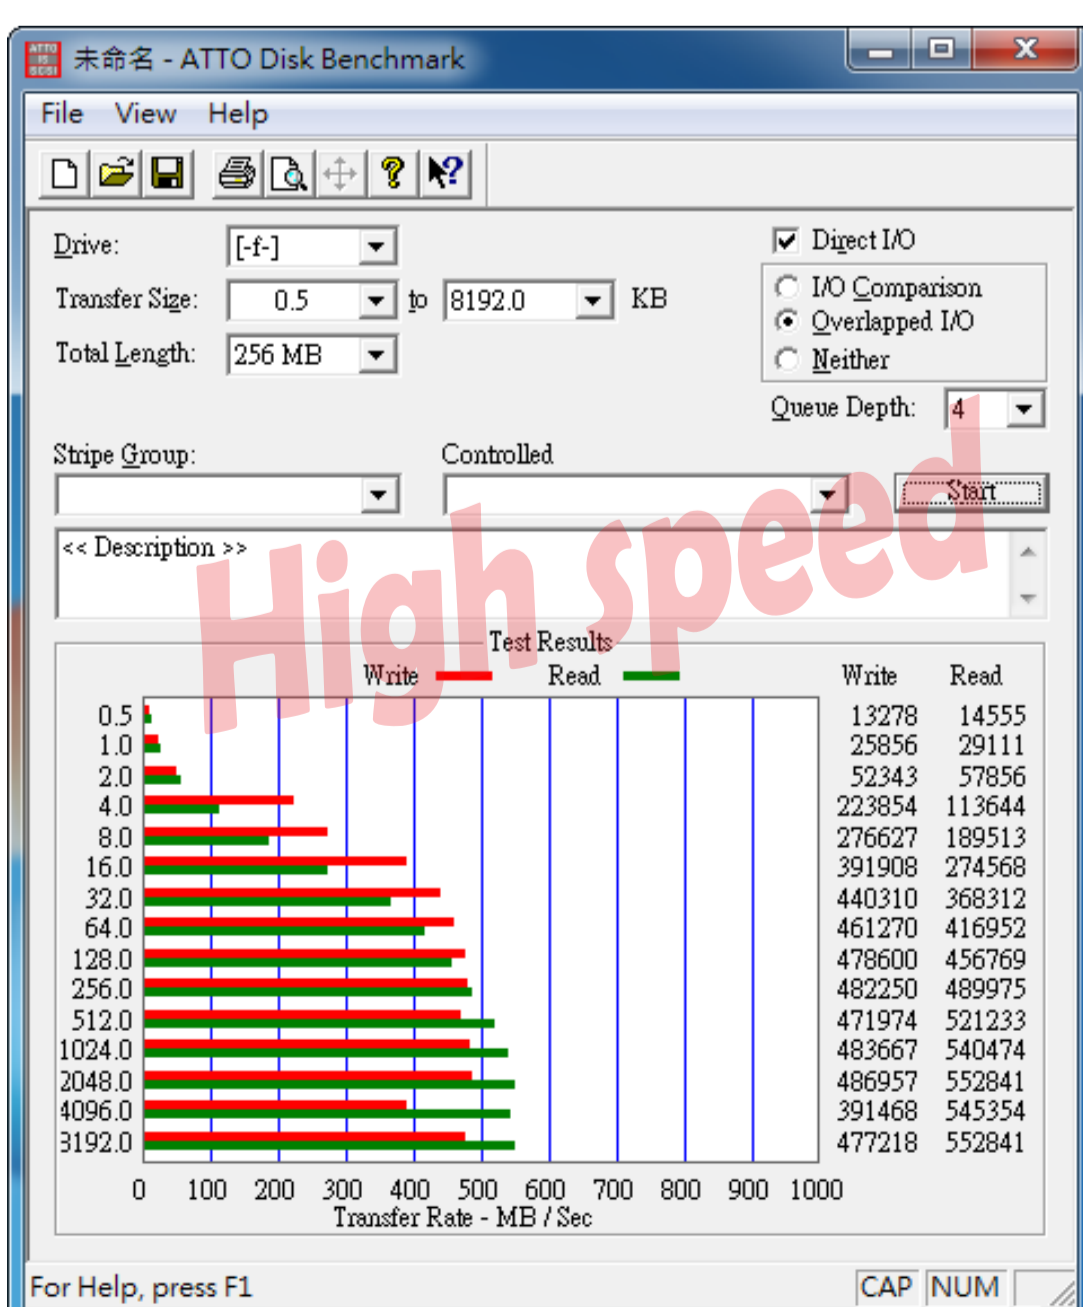 ATTO IS SCSI
未命名 - ATTO Disk Benchmark
File View Help
Drive: [-f-]
Direct I/O
Transfer Size: 0.5 to 8192.0 KB
I/O Comparison
Overlapped I/O
Total Length: 256 MB
Neither
Queue Depth: 4
Stripe Group: Controlled
Start
<< Description >>
High speed
Test Results
Write Read Write Read
0.5 13278 14555
1.0 25856 29111
2.0 52343 57856
4.0 223854 113644
8.0 276627 189513
16.0 391908 274568
32.0 440310 368312
64.0 461270 416952
128.0 478600 456769
256.0 482250 489975
512.0 471974 521233
1024.0 483667 540474
2048.0 486957 552841
4096.0 391468 545354
3192.0 477218 552841
0 100 200 300 400 500 600 700 800 900 1000
Transfer Rate - MB / Sec
For Help, press F1 CAP NUM